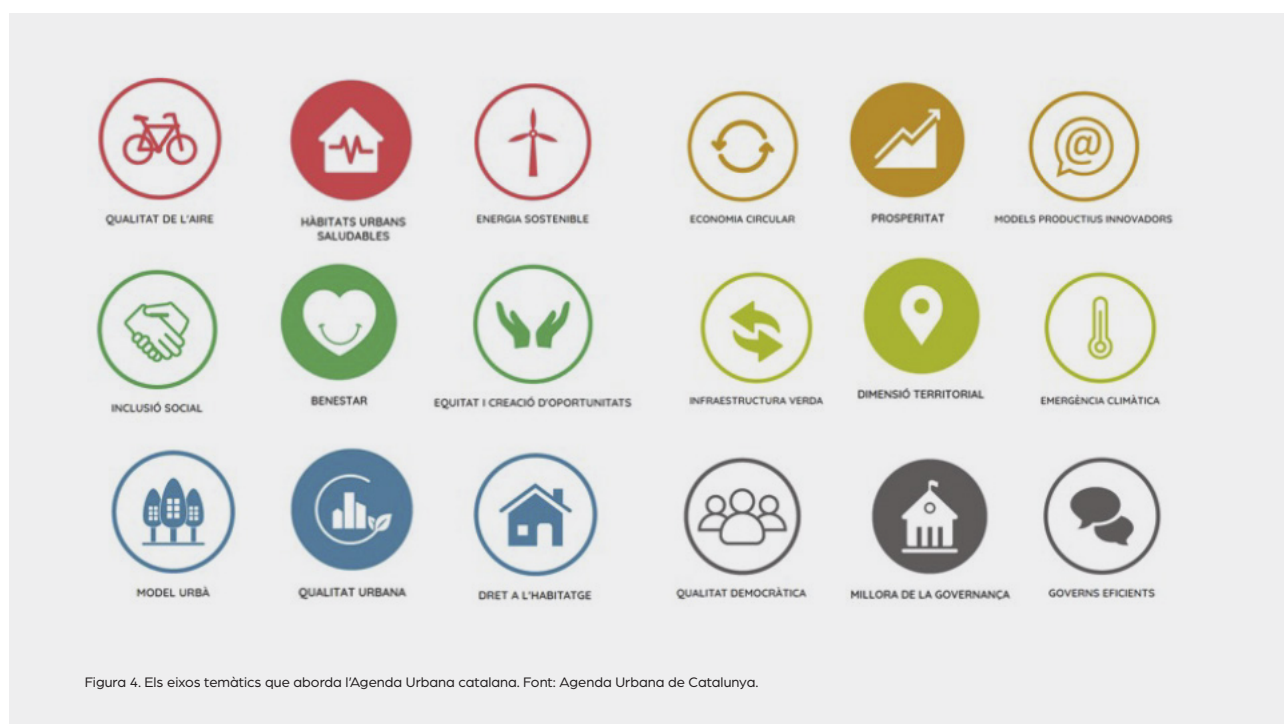 QUALITAT DE L'AIRE
HÀBITATS URBANS
SALUDABLES
ENERGIA SOSTENIBLE
ECONOMIA CIRCULAR
PROSPERITAT
@
MODELS PRODUCTIUS INNOVADORS
INCLUSIÓ SOCIAL
BENESTAR
EQUITAT I CREACIÓ D'OPORTUNITATS
INFRAESTRUCTURA VERDA
DIMENSIÓ TERRITORIAL
EMERGÈNCIA CLIMÀTICA
MODEL URBÀ
QUALITAT URBANA
DRET A L'HABITATGE
QUALITAT DEMOCRÀTICA
MILLORA DE LA GOVERNANÇA
GOVERNS EFICIENTS
Figura 4. Els eixos temàtics que aborda l'Agenda Urbana catalana. Font: Agenda Urbana de Catalunya.